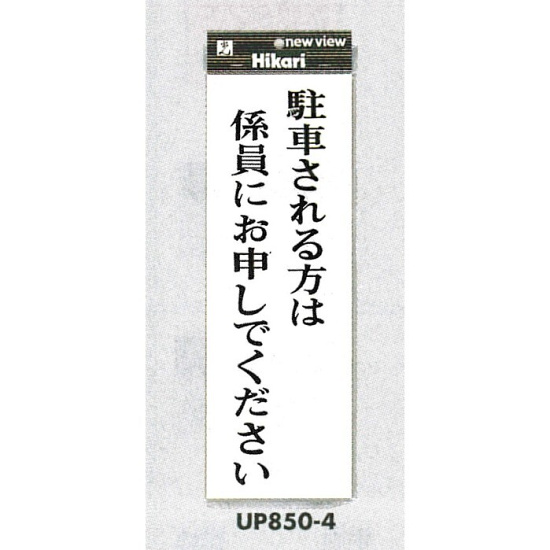 光
new view
Hikari
駐車される方は
係員にお申しでください
UP850-4